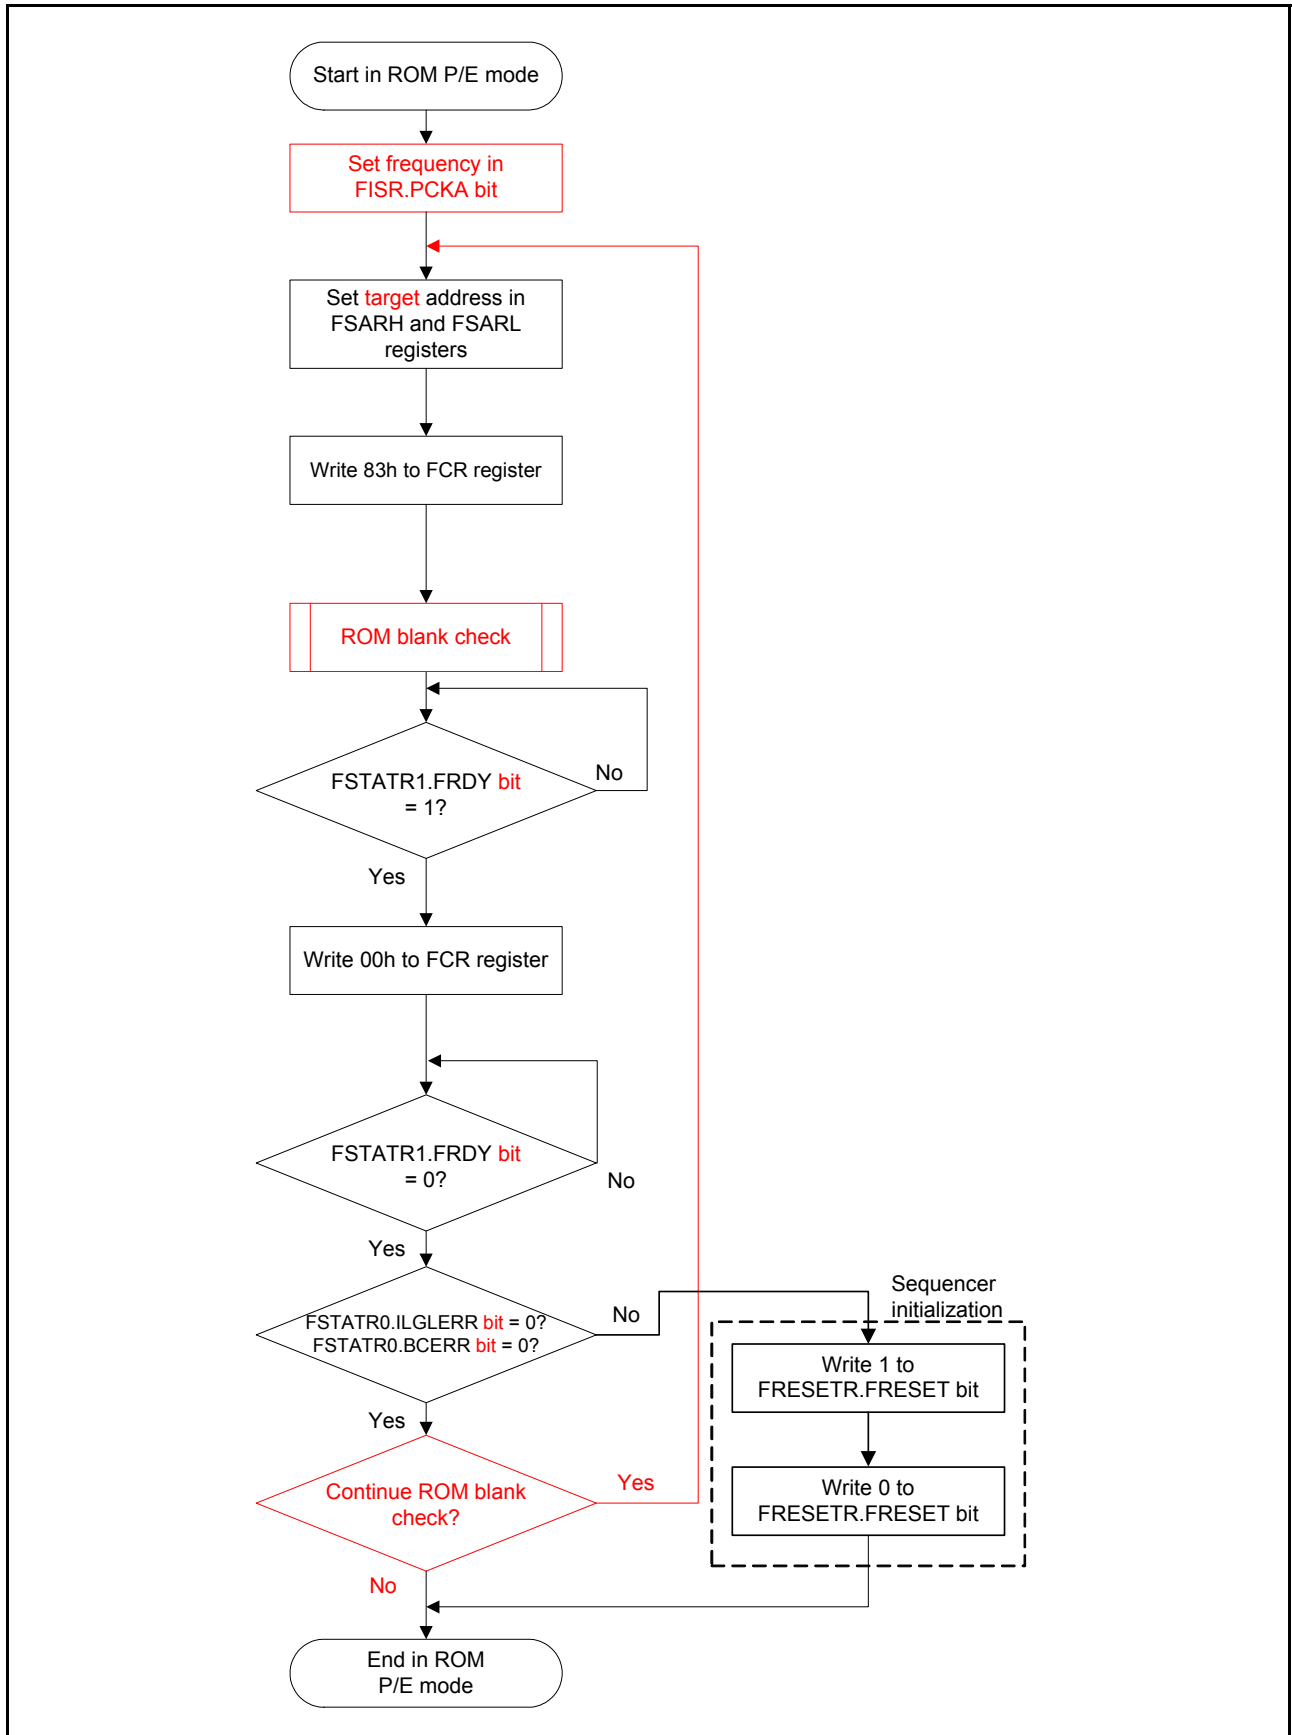 Start in ROM P/E mode
Set frequency in
FISR.PCKA bit
Set target address in
FSARH and FSARL
registers
Write 83h to FCR register
ROM blank check
FSTATR1.FRDY bit
= 1?
No
Yes
Write 00h to FCR register
FSTATR1.FRDY bit
= 0?
No
Yes
FSTATR0.ILGLERR bit = 0?
FSTATR0.BCERR bit = 0?
No
Yes
Sequencer
initialization
Write 1 to
FRESETR.FRESET bit
Write 0 to
FRESETR.FRESET bit
Continue ROM blank
check?
Yes
No
End in ROM
P/E mode